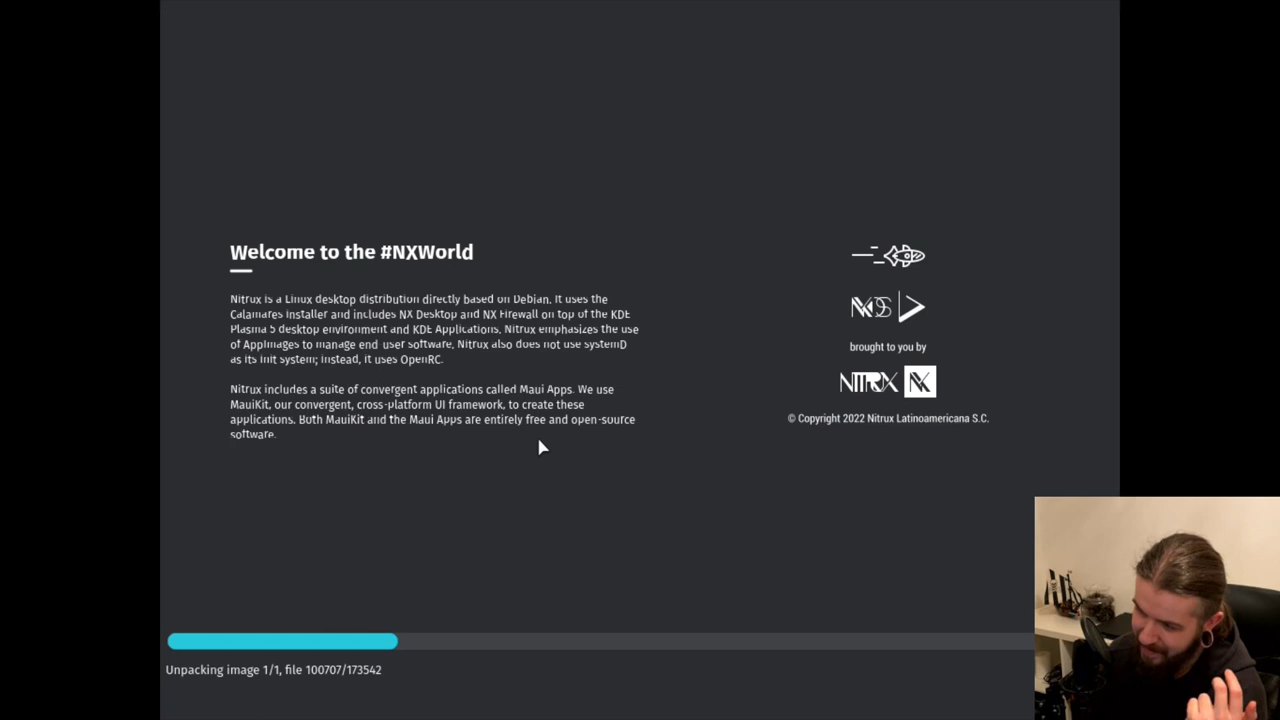 Welcome to the #NXWorld
Nitrux is a Linux desktop distribution directly based on Debian. It uses the
Calamares installer and includes NX Desktop and NX Firewall on top of the KDE
Plasma 5 desktop environment and KDE Applications. Nitrux emphasizes the use
of AppImages to manage end-user software. Nitrux also does not use systemD
as its init system; instead, it uses OpenRC.
Nitrux includes a suite of convergent applications called Maui Apps. We use
MauiKit, our convergent, cross-platform UI framework, to create these
applications. Both MauiKit and the Maui Apps are entirely free and open-source
software.
NXOS
brought to you by
NITRUX NX
© Copyright 2022 Nitrux Latinoamericana S.C.
Unpacking image 1/1, file 100707/173542